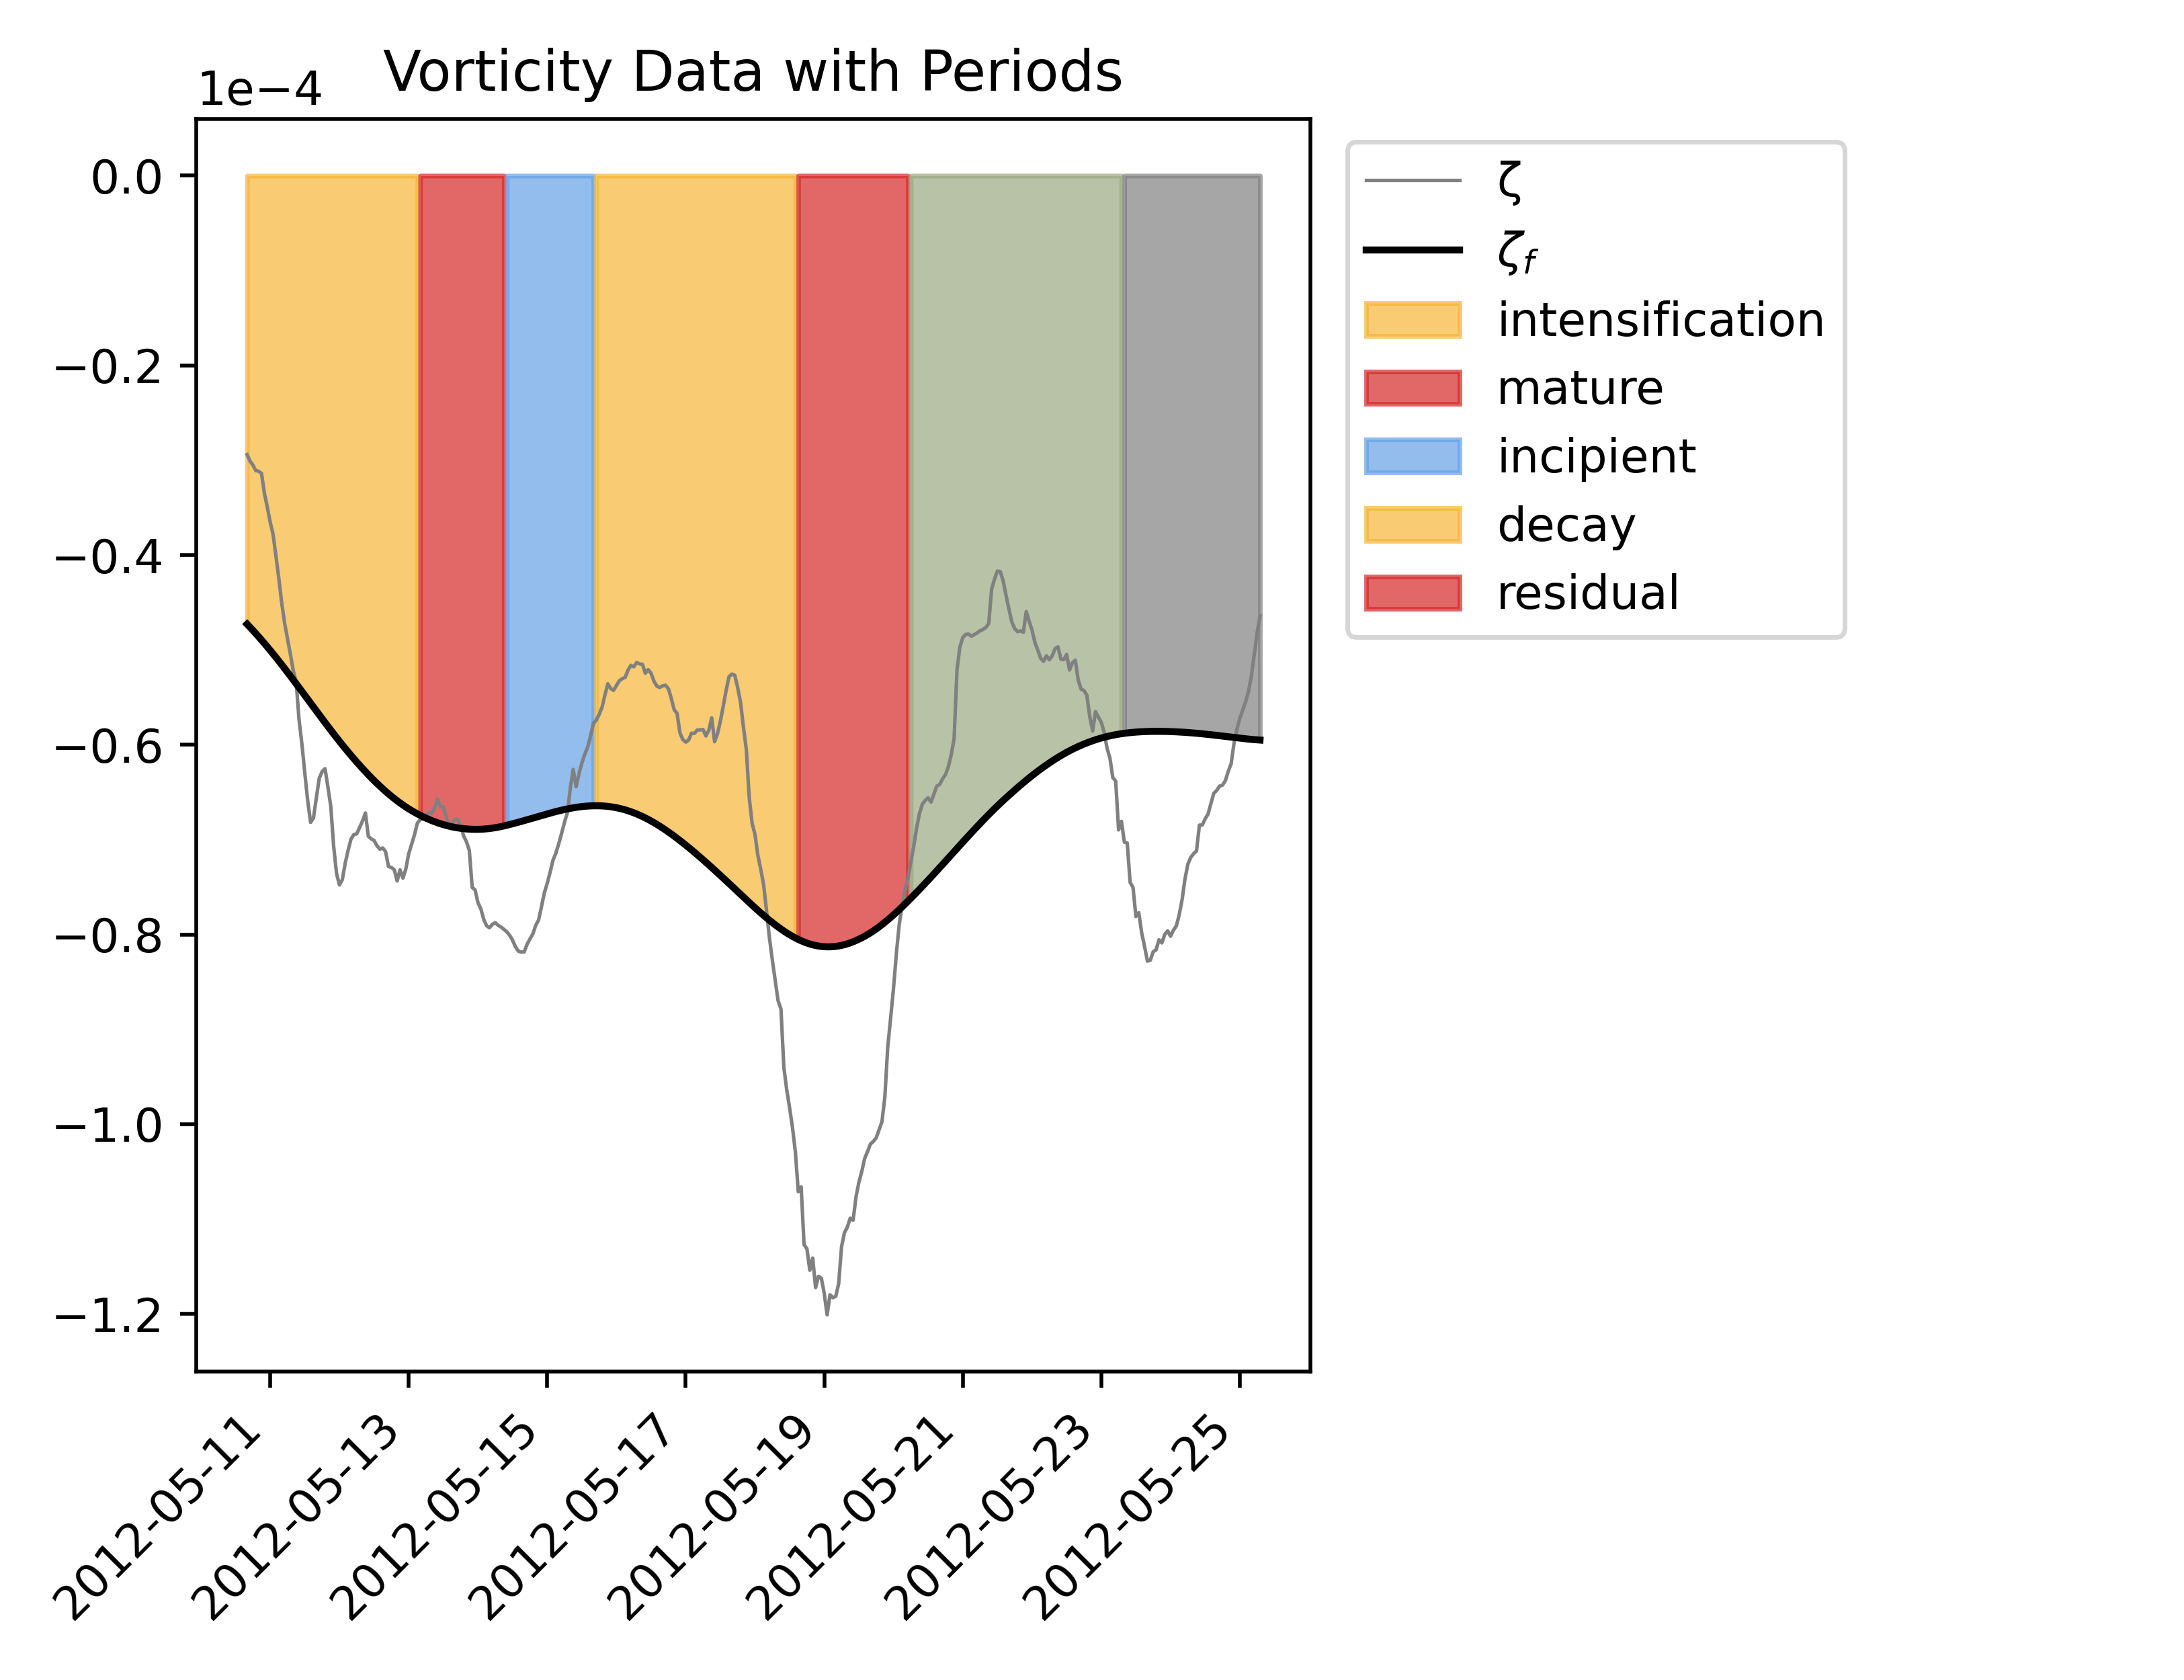 Vorticity Data with Periods
1e−4
0.0
−0.2
−0.4
−0.6
−0.8
−1.0
−1.2
2012-05-11
2012-05-13
2012-05-15
2012-05-17
2012-05-19
2012-05-21
2012-05-23
2012-05-25
ζ
ζf
intensification
mature
incipient
decay
residual